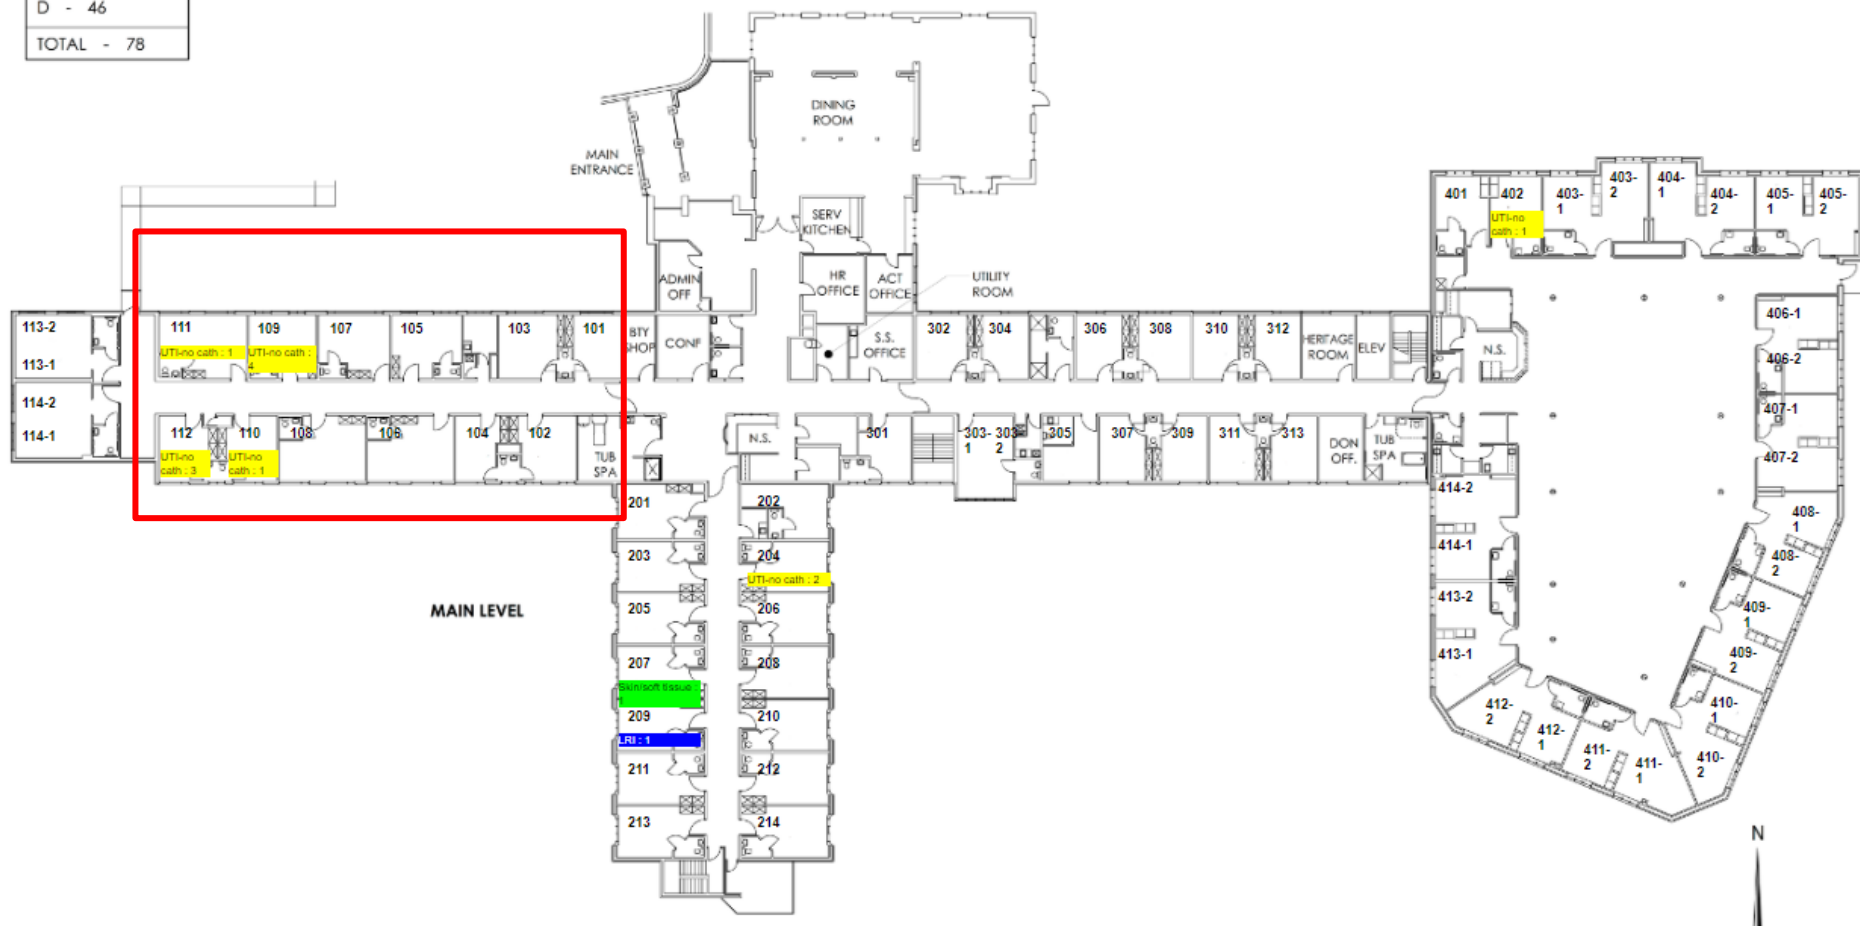 D - 46
TOTAL - 78
DINING
ROOM
MAIN
ENTRANCE
SERV
KITCHEN
ADMIN
OFF
HR
OFFICE
ACT
OFFICE
UTILITY
ROOM
S.S.
OFFICE
BTY
SHOP
CONF
113-2
113-1
114-2
114-1
111
UTI-no cath : 1
109
UTI-no cath :
4
107
105
103
101
112
UTI-no
cath : 3
110
UTI-no
cath : 1
108
106
104
102
TUB
SPA
N.S.
302
304
306
308
310
312
HERITAGE
ROOM
ELEV
301
303-
1
303-
2
305
307
309
311
313
DON
OFF.
TUB
SPA
N.S.
401
402
UTI-no
cath : 1
403-
1
403-
2
404-
1
404-
2
405-
1
405-
2
406-1
406-2
407-1
407-2
408-
1
408-
2
409-
1
409-
2
410-
1
410-
2
411-
1
411-
2
412-
1
412-
2
413-1
413-2
414-1
414-2
201
202
203
204
UTI-no cath : 2
205
206
207
Skin/soft tissue :
1
208
209
LRI : 1
210
211
212
213
214
MAIN LEVEL
N